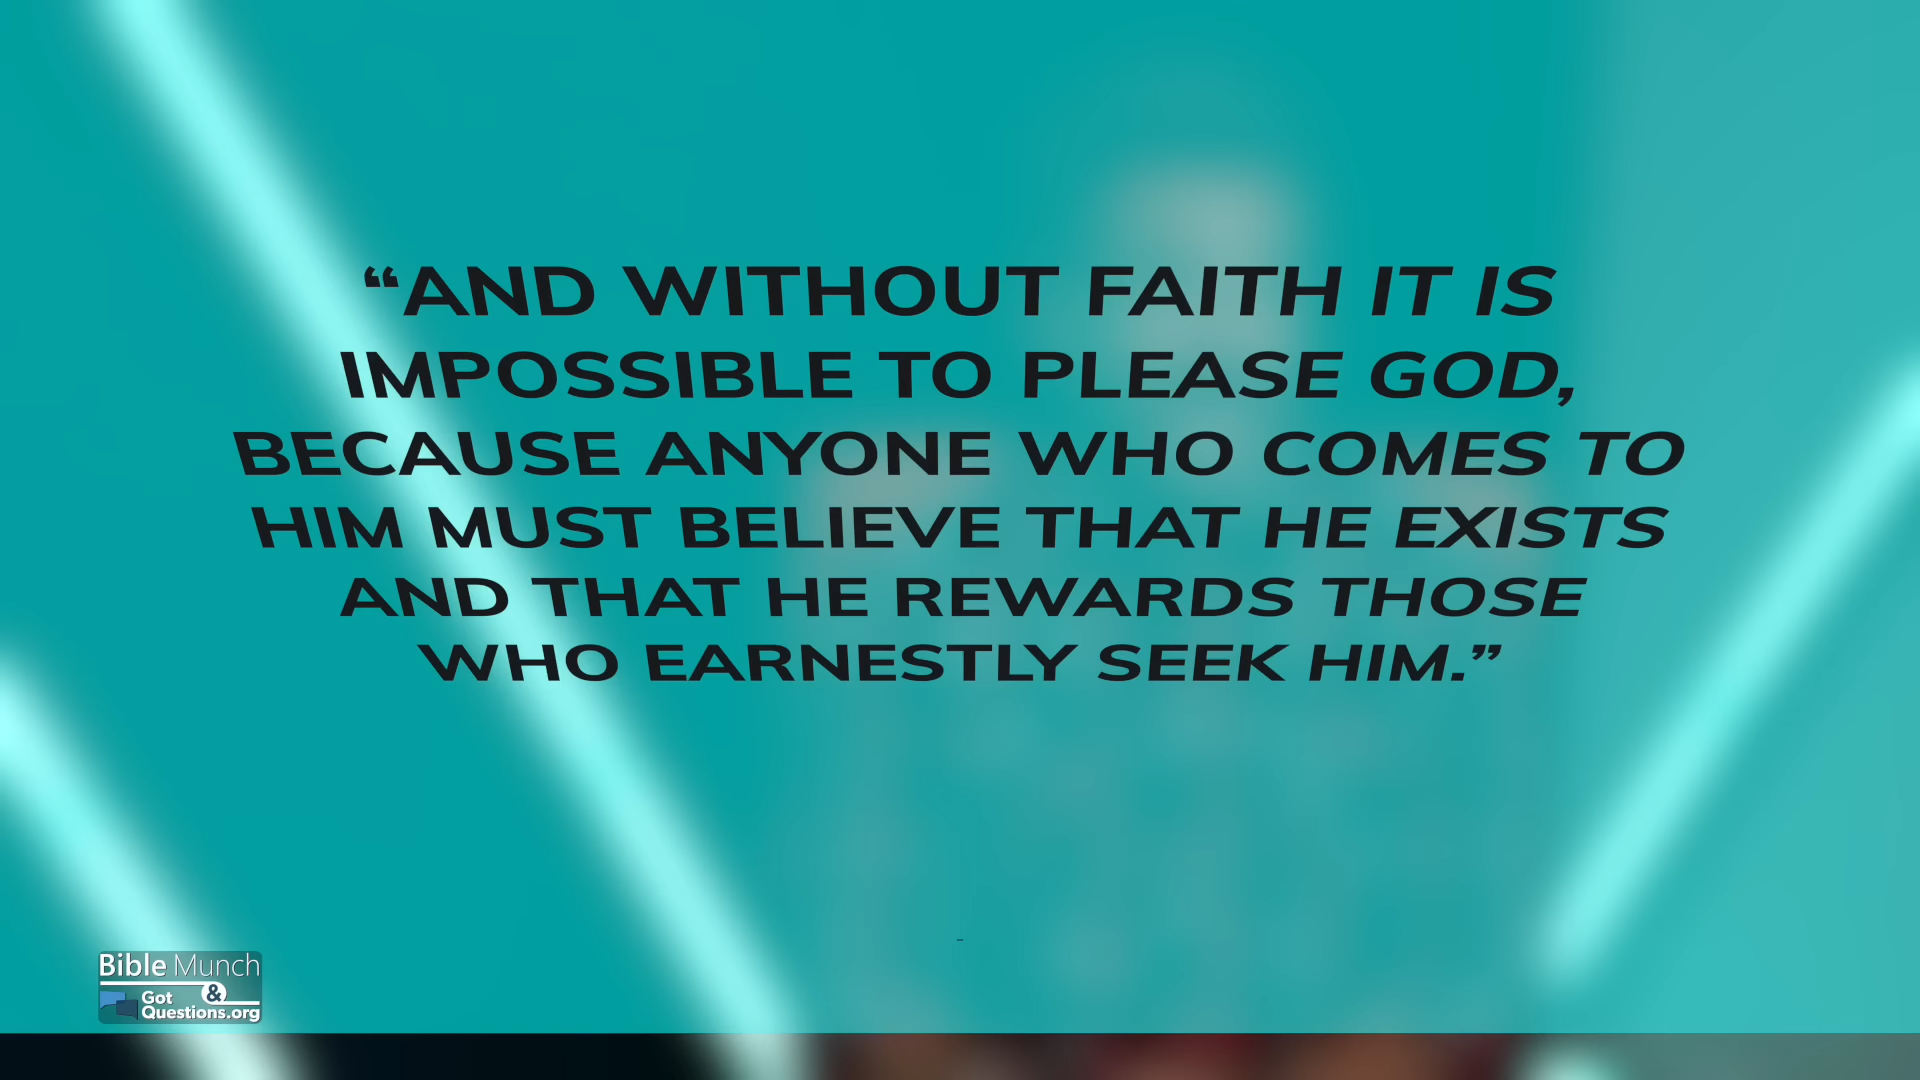 “AND WITHOUT FAITH IT IS
IMPOSSIBLE TO PLEASE GOD,
BECAUSE ANYONE WHO COMES TO
HIM MUST BELIEVE THAT HE EXISTS
AND THAT HE REWARDS THOSE
WHO EARNESTLY SEEK HIM.”
-
Bible Munch
&
Got
Questions.org